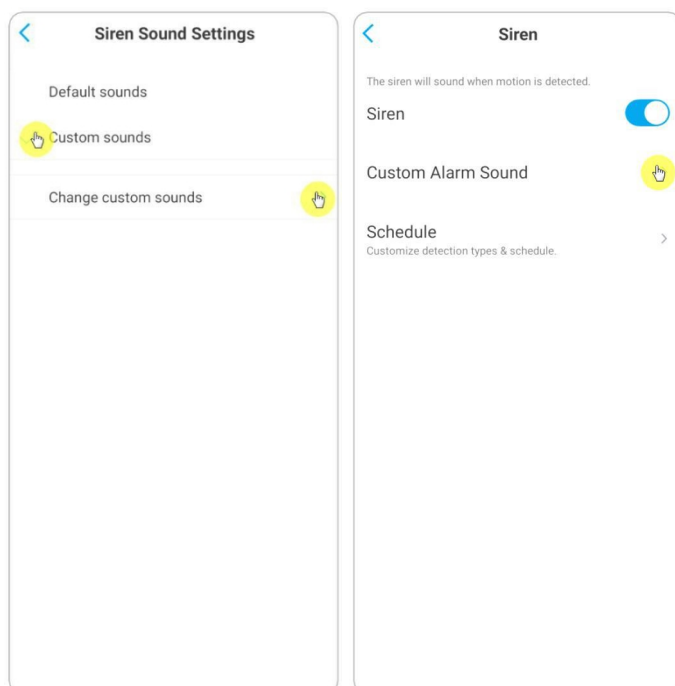 Siren Sound Settings
Default sounds
Custom sounds
Change custom sounds
Siren
The siren will sound when motion is detected.
Siren
Custom Alarm Sound
Schedule
Customize detection types & schedule.